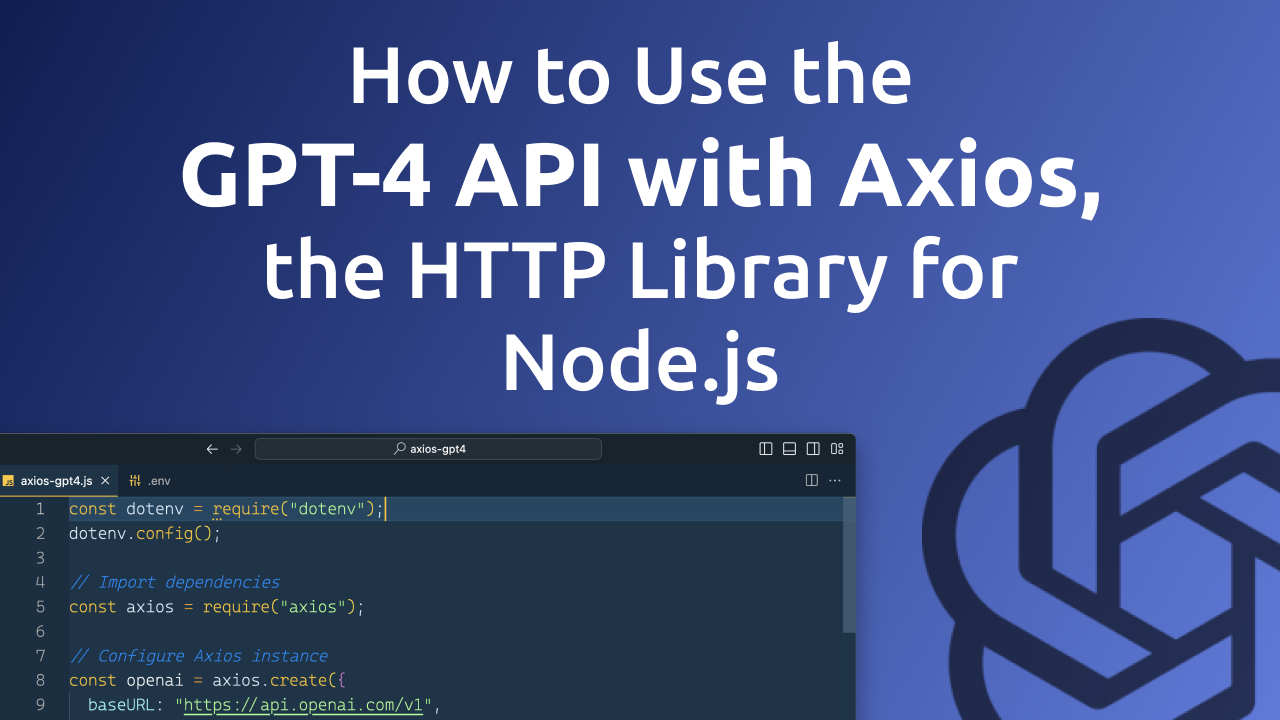 How to Use the
GPT-4 API with Axios,
the HTTP Library for
Node.js
axios-gpt4
JS axios-gpt4.js
.env
1 const dotenv = require("dotenv");
2 dotenv.config();
3
4 // Import dependencies
5 const axios = require("axios");
6
7 // Configure Axios instance
8 const openai = axios.create({
9 baseURL: "https://api.openai.com/v1",